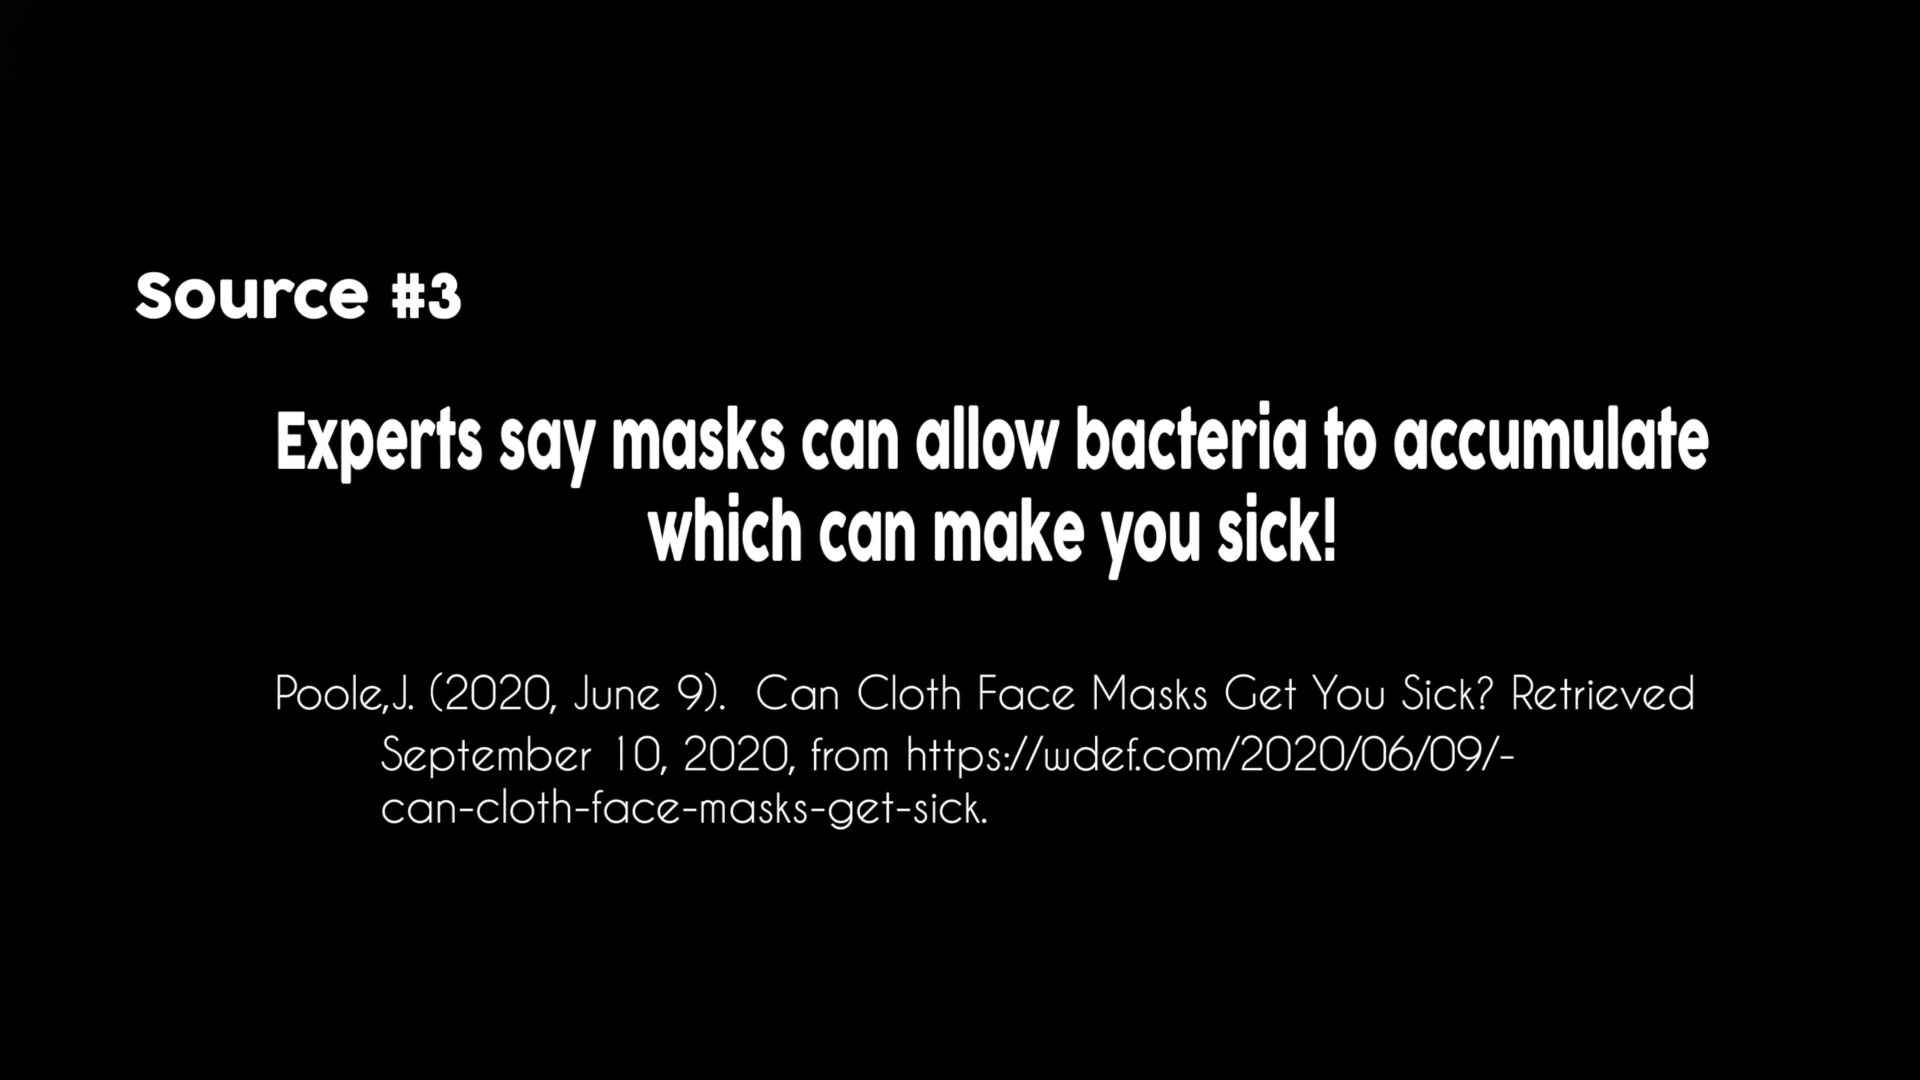 Source #3
Experts say masks can allow bacteria to accumulate
which can make you sick!
Poole,J. (2020, June 9). Can Cloth Face Masks Get You Sick? Retrieved
September 10, 2020, from https://wdef.com/2020/06/09/-
can-cloth-face-masks-get-sick.